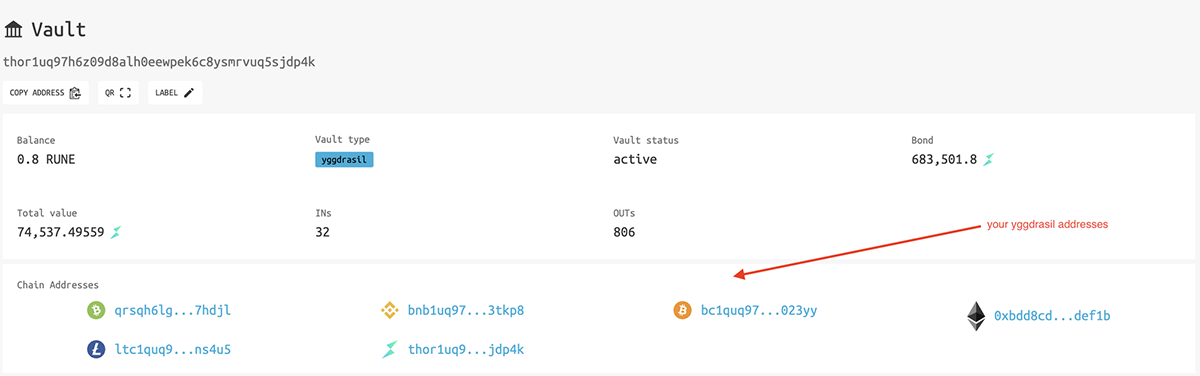 Vault
thor1uq97h6z09d8alh0eewpek6c8ysmrvuq5sjdp4k
COPY ADDRESS QR LABEL
Balance Vault type Vault status Bond
0.8 RUNE yggdrasil active 683,501.8
Total value INs OUTs
74,537.49559 32 806
your yggdrasil addresses
Chain Addresses
qrsqh6lg...7hdjl bnb1uq97...3tkp8 bc1quq97...023yy 0xbdd8cd...def1b
ltc1quq9...ns4u5 thor1uq9...jdp4k